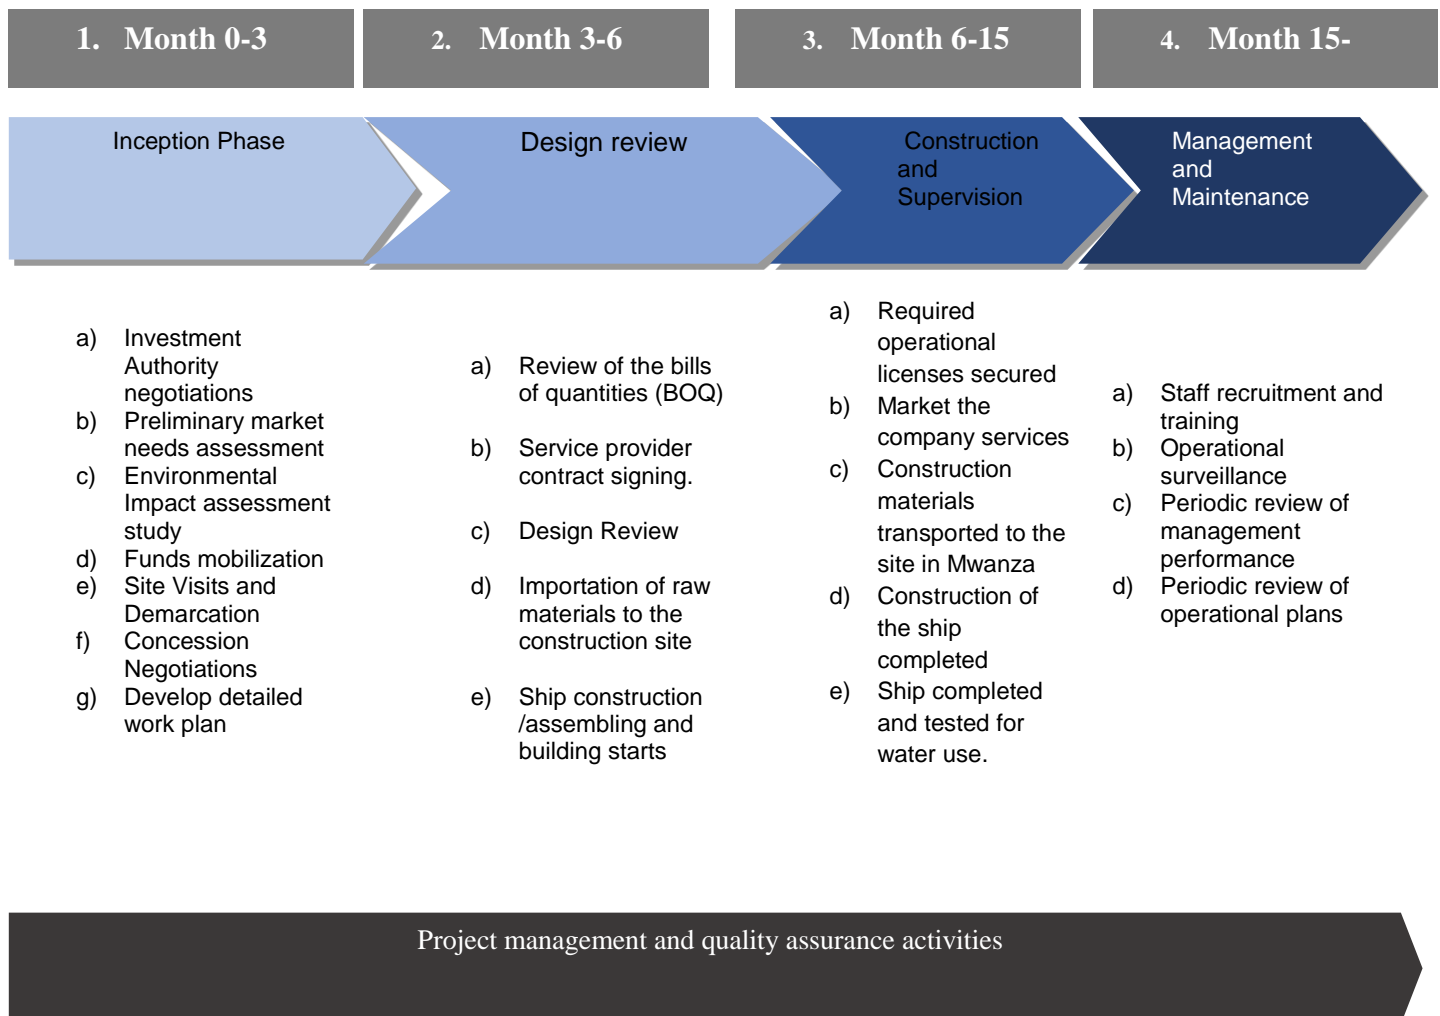 1. Month 0-3
2. Month 3-6
3. Month 6-15
4. Month 15-
Inception Phase
Design review
Construction
and
Supervision
Management
and
Maintenance
a) Investment
Authority
negotiations
b) Preliminary market
needs assessment
c) Environmental
Impact assessment
study
d) Funds mobilization
e) Site Visits and
Demarcation
f) Concession
Negotiations
g) Develop detailed
work plan
a) Review of the bills
of quantities (BOQ)
b) Service provider
contract signing.
c) Design Review
d) Importation of raw
materials to the
construction site
e) Ship construction
/assembling and
building starts
a) Required
operational
licenses secured
b) Market the
company services
c) Construction
materials
transported to the
site in Mwanza
d) Construction of
the ship
completed
e) Ship completed
and tested for
water use.
a) Staff recruitment and
training
b) Operational
surveillance
c) Periodic review of
management
performance
d) Periodic review of
operational plans
Project management and quality assurance activities